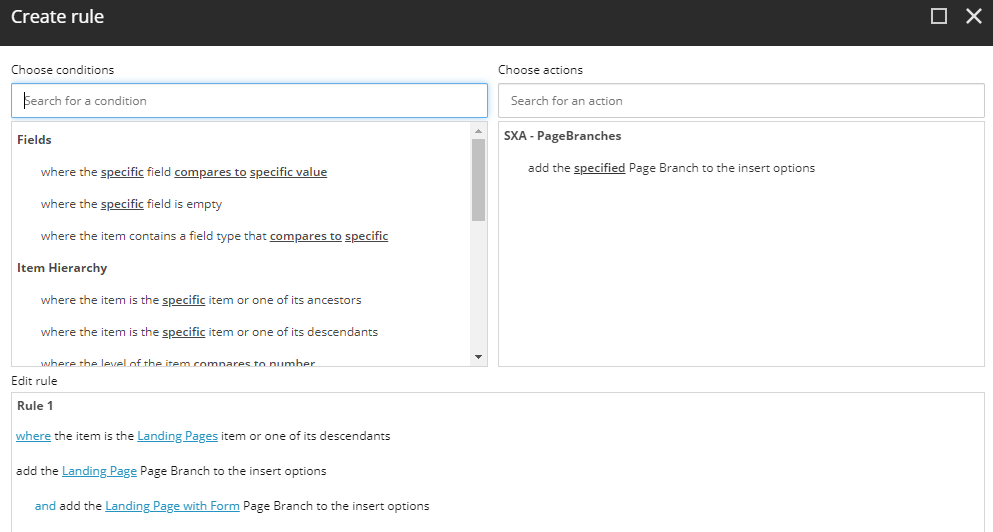 Create rule
Choose conditions
Choose actions
Search for a condition
Search for an action
Fields
where the specific field compares to specific value
where the specific field is empty
where the item contains a field type that compares to specific
Item Hierarchy
where the item is the specific item or one of its ancestors
where the item is the specific item or one of its descendants
where the level of the item compares to number
SXA - PageBranches
add the specified Page Branch to the insert options
Edit rule
Rule 1
where the item is the Landing Pages item or one of its descendants
add the Landing Page Page Branch to the insert options
and add the Landing Page with Form Page Branch to the insert options